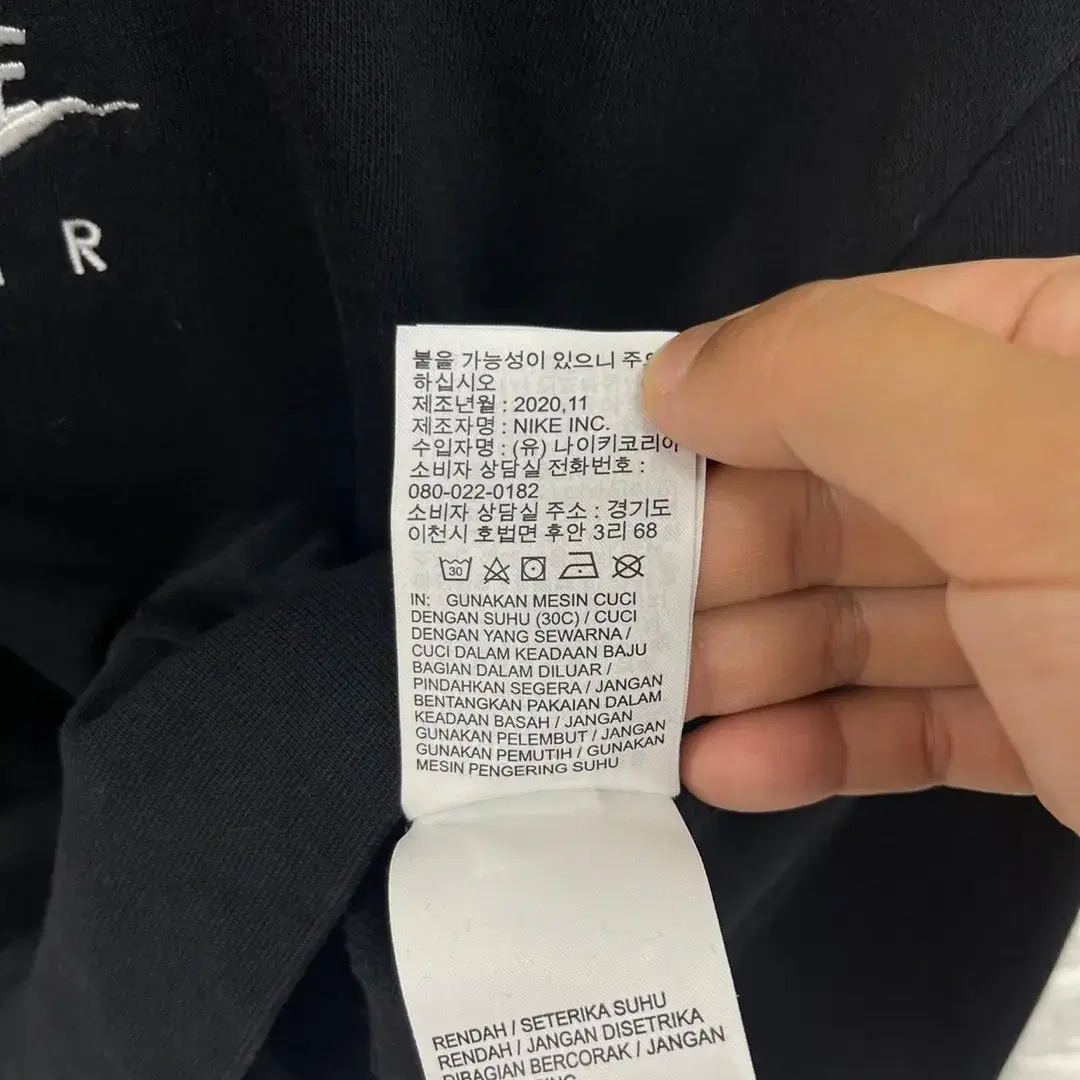 E
R
붙을 가능성이 있으니
하십시오
제조년월 : 2020,11
제조자명 : NIKE INC.
수입자명 : (유) 나이키코리아
소비자 상담실 전화번호 :
080-022-0182
소비자 상담실 주소 : 경기도
이천시 호법면 후안 3리 68
30
IN: GUNAKAN MESIN CUCI
DENGAN SUHU (30C) / CUCI
DENGAN YANG SEWARNA /
CUCI DALAM KEADAAN BAJU
BAGIAN DALAM DILUAR /
PINDAHKAN SEGERA / JANGAN
BENTANGKAN PAKAIAN DALAM
KEADAAN BASAH / JANGAN
GUNAKAN PELEMBUT / JANGAN
GUNAKAN PEMUTIH / GUNAKAN
MESIN PENGERING SUHU
RENDAH / SETERIKA SUHU
RENDAH / JANGAN DISETRIKA
DIBAGIAN BERCORAK / JANGAN